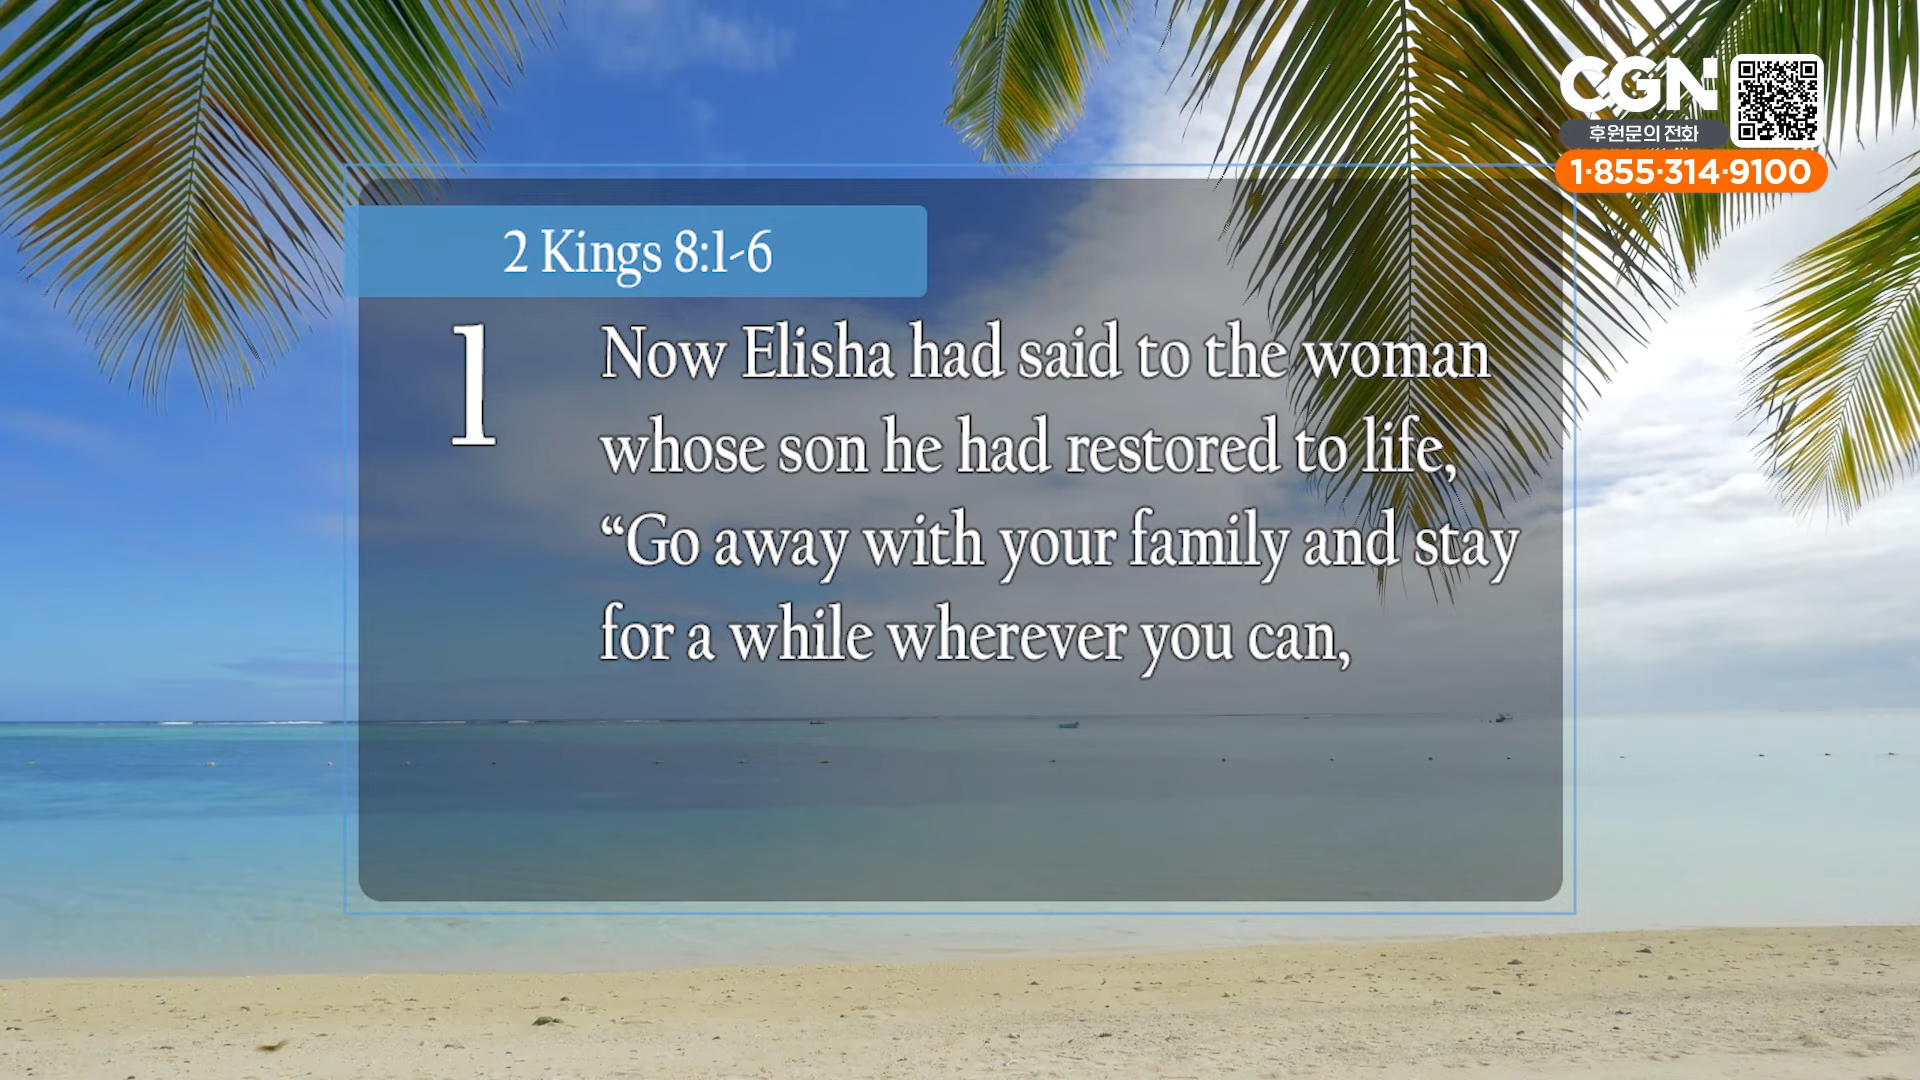 CGN
후원문의 전화
1·855·314·9100
2 Kings 8:1-6
1
Now Elisha had said to the woman
whose son he had restored to life,
“Go away with your family and stay
for a while wherever you can,